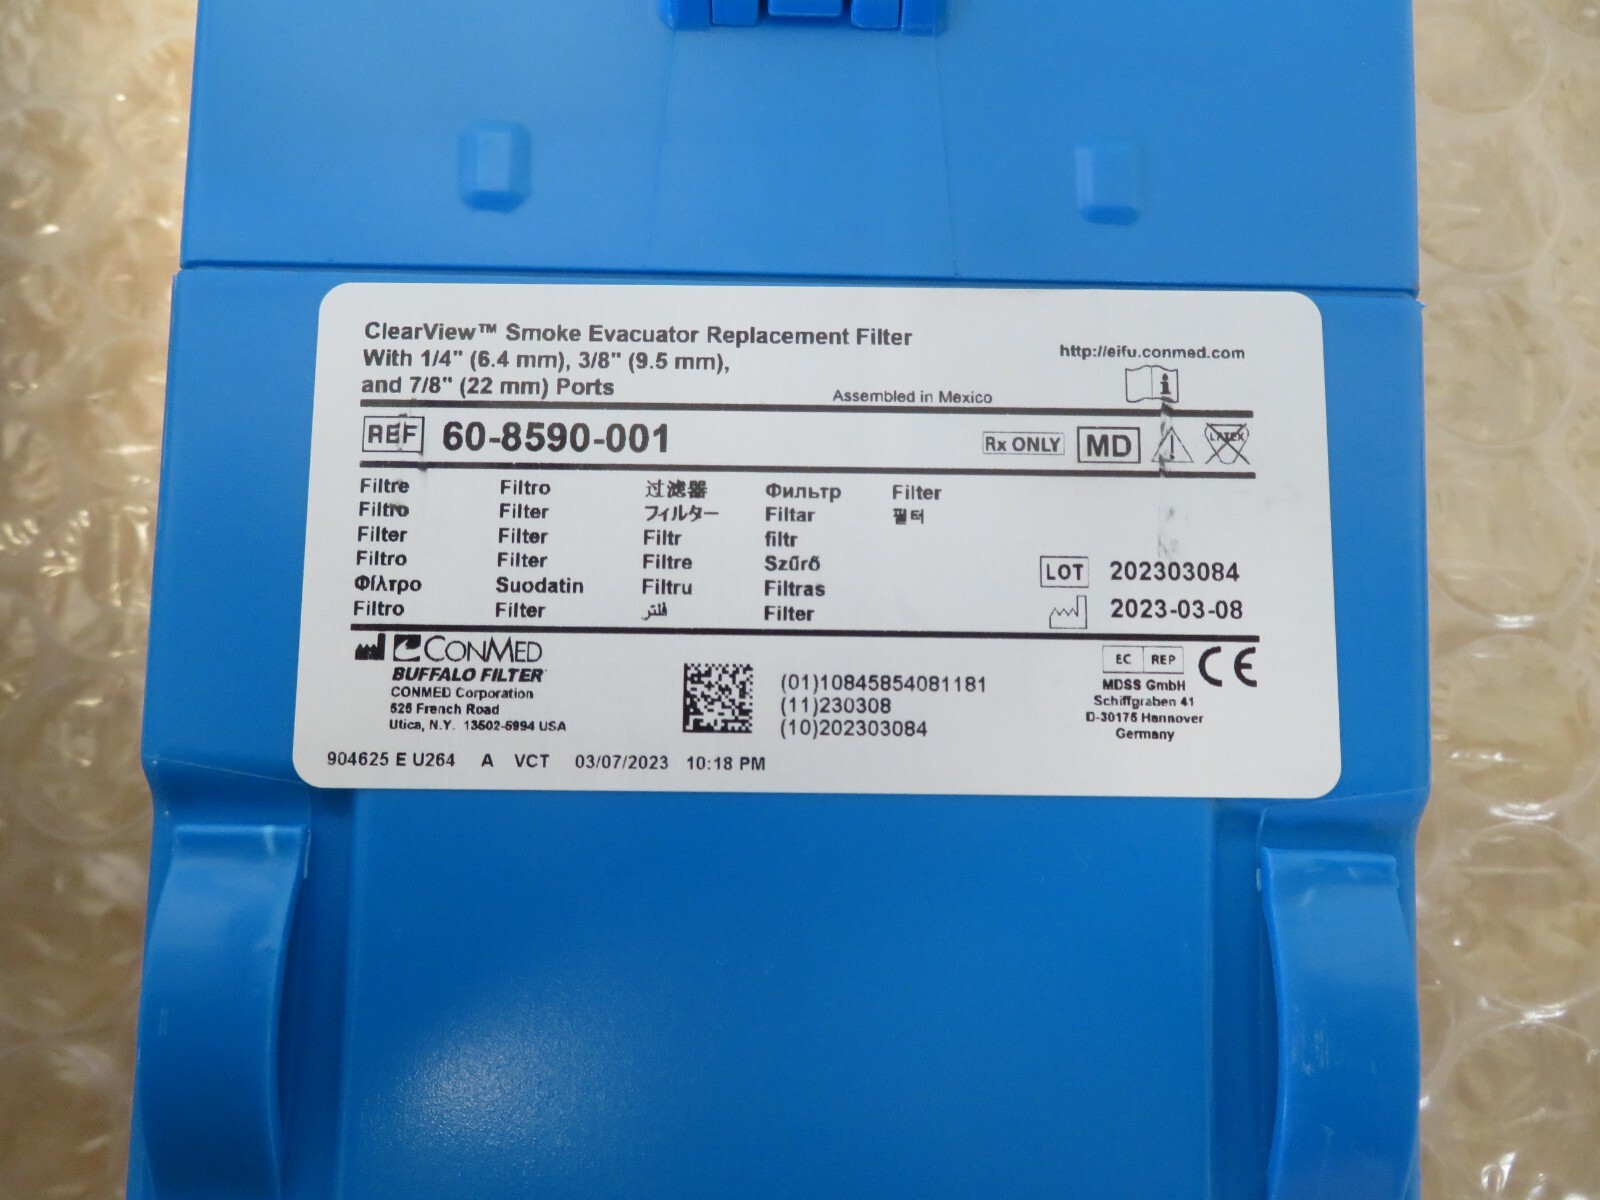 ClearView™ Smoke Evacuator Replacement Filter
With 1/4" (6.4 mm), 3/8" (9.5 mm),
and 7/8" (22 mm) Ports
Assembled in Mexico
http://eifu.conmed.com
REF 60-8590-001
Rx ONLY MD LATEX
Filtre Filtro 过滤器 Фильтр Filter
Filtro Filter フィルター Filtar 필터
Filter Filter Filtr filtr
Filtro Filter Filtre Szűrő
Φίλτρο Suodatin Filtru Filtras
Filtro Filter فلتر Filter
LOT 202303084
2023-03-08
CONMED
BUFFALO FILTER
CONMED Corporation
525 French Road
Utica, N.Y. 13502-5994 USA
(01)10845854081181
(11)230308
(10)202303084
EC REP CE
MDSS GmbH
Schiffgraben 41
D-30175 Hannover
Germany
904625 E U264 A VCT 03/07/2023 10:18 PM